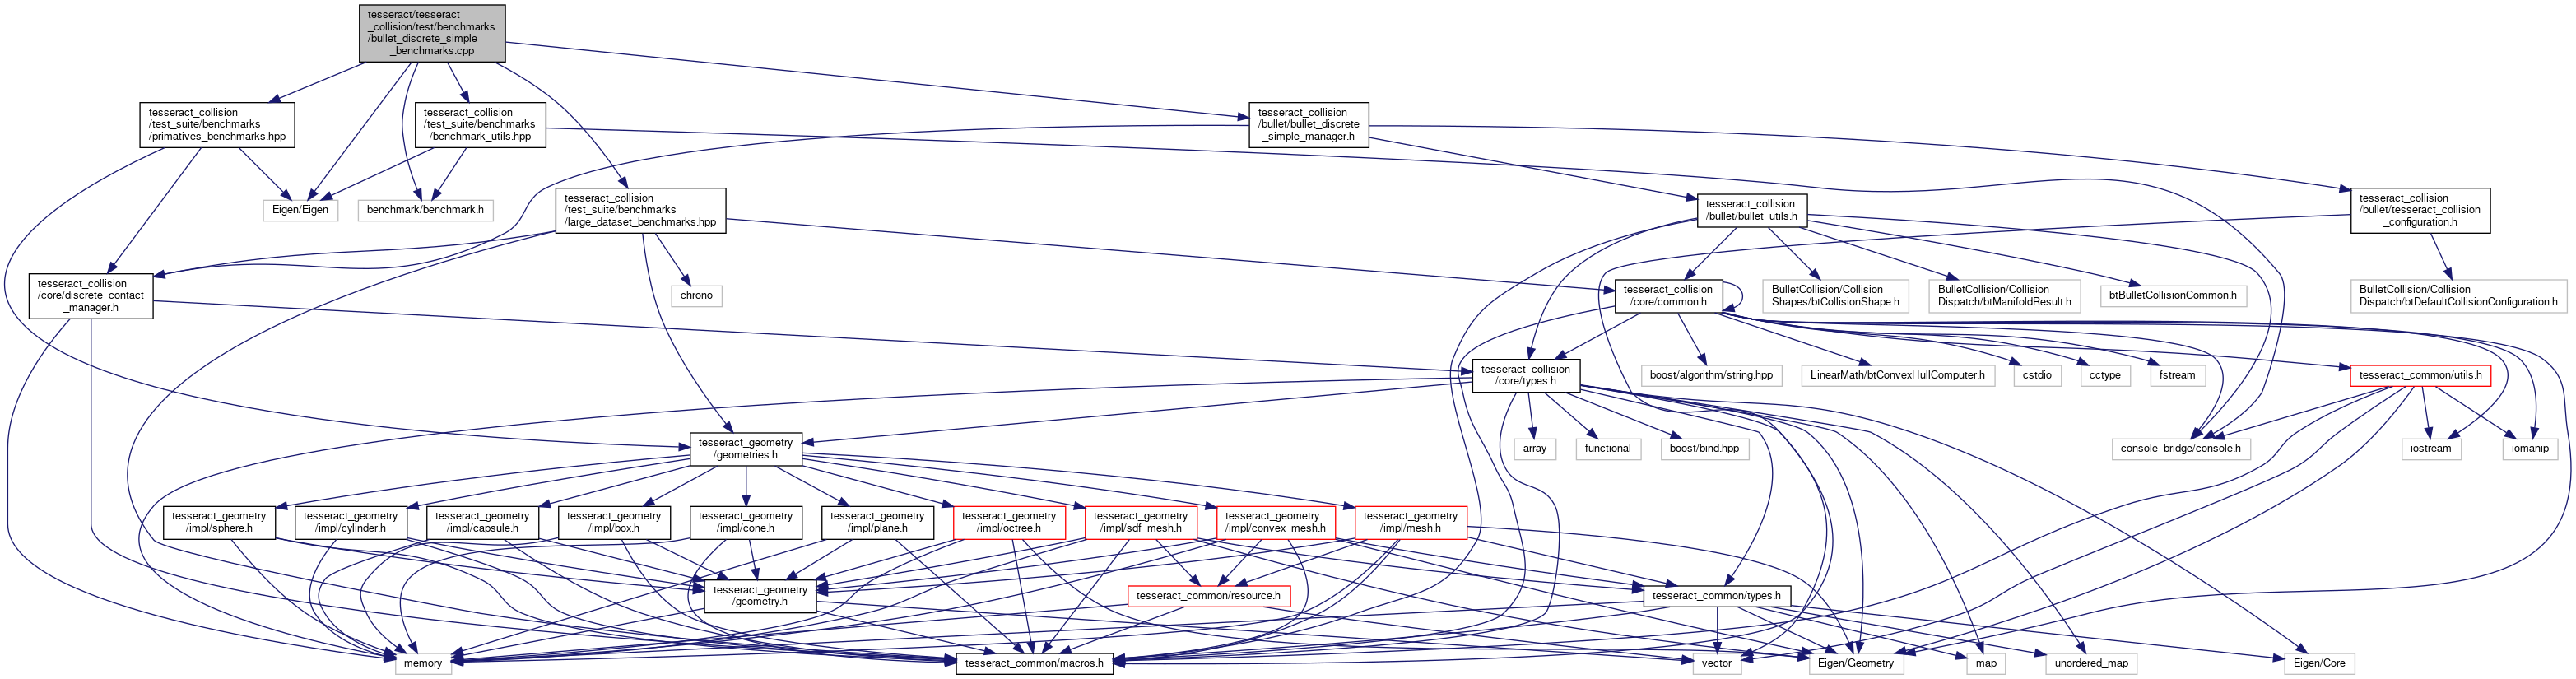 tesseract/tesseract
_collision/test/benchmarks
/bullet_discrete_simple
_benchmarks.cpp
tesseract_collision
/test_suite/benchmarks
/primatives_benchmarks.hpp
tesseract_collision
/test_suite/benchmarks
/benchmark_utils.hpp
tesseract_collision
/bullet/bullet_discrete
_simple_manager.h
Eigen/Eigen
benchmark/benchmark.h
tesseract_collision
/test_suite/benchmarks
/large_dataset_benchmarks.hpp
tesseract_collision
/bullet/bullet_utils.h
tesseract_collision
/bullet/tesseract_collision
_configuration.h
tesseract_collision
/core/discrete_contact
_manager.h
chrono
tesseract_collision
/core/common.h
BulletCollision/Collision
Shapes/btCollisionShape.h
BulletCollision/Collision
Dispatch/btManifoldResult.h
btBulletCollisionCommon.h
BulletCollision/Collision
Dispatch/btDefaultCollisionConfiguration.h
tesseract_collision
/core/types.h
boost/algorithm/string.hpp
LinearMath/btConvexHullComputer.h
cstdio
cctype
fstream
tesseract_common/utils.h
tesseract_geometry
/geometries.h
array
functional
boost/bind.hpp
console_bridge/console.h
iostream
iomanip
tesseract_geometry
/impl/sphere.h
tesseract_geometry
/impl/cylinder.h
tesseract_geometry
/impl/capsule.h
tesseract_geometry
/impl/box.h
tesseract_geometry
/impl/cone.h
tesseract_geometry
/impl/plane.h
tesseract_geometry
/impl/octree.h
tesseract_geometry
/impl/sdf_mesh.h
tesseract_geometry
/impl/convex_mesh.h
tesseract_geometry
/impl/mesh.h
tesseract_geometry
/geometry.h
tesseract_common/resource.h
tesseract_common/types.h
memory
tesseract_common/macros.h
vector
Eigen/Geometry
map
unordered_map
Eigen/Core